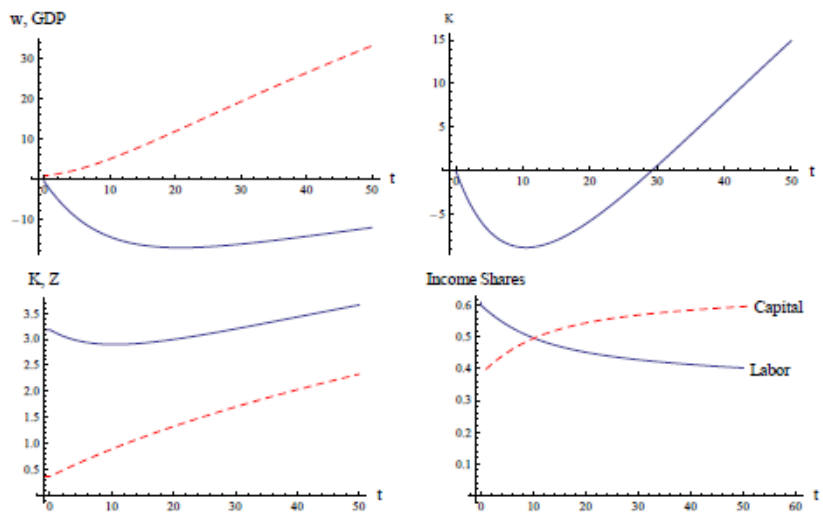 w, GDP
30
20
10
0 10 20 30 40 50 t
−10
K
15
10
5
0 10 20 30 40 50 t
−5
K, Z
3.5
3.0
2.5
2.0
1.5
1.0
0.5
0 10 20 30 40 50 t
Income Shares
0.6
Capital
0.5
0.4
Labor
0.3
0.2
0.1
0 10 20 30 40 50 60 t